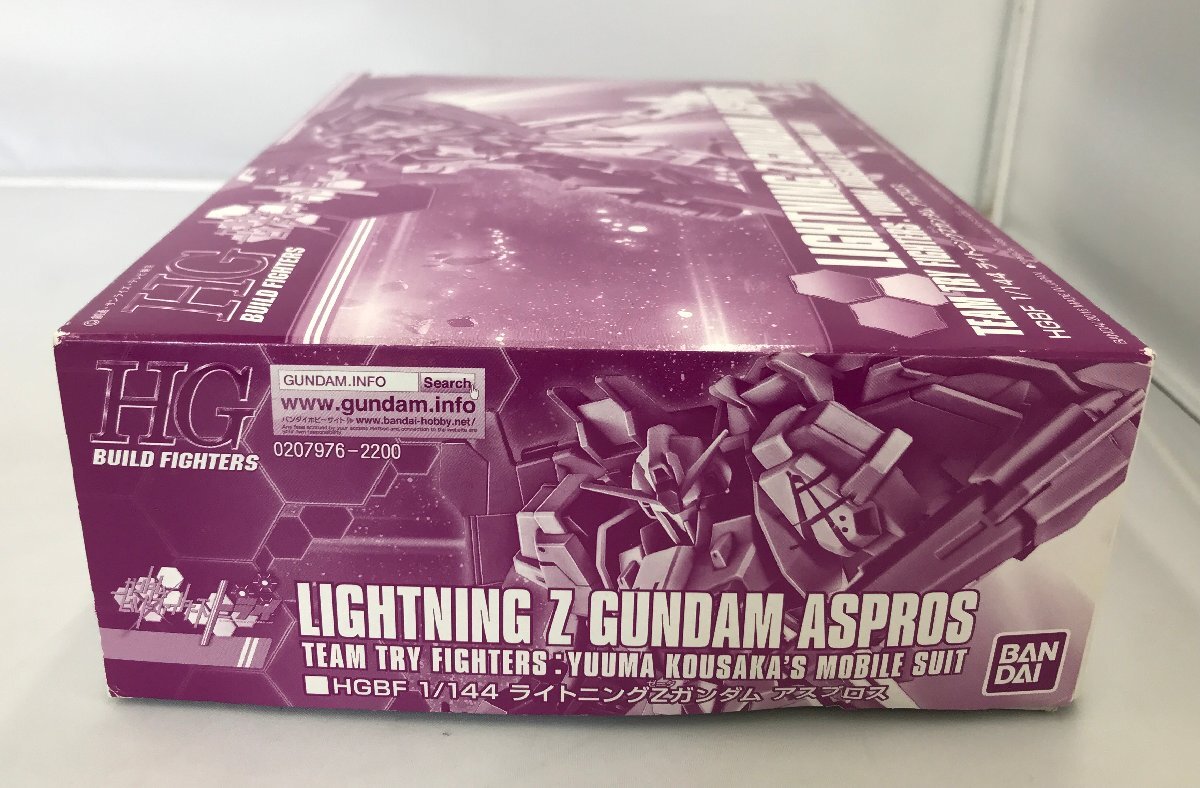 HG
BUILD FIGHTERS
LIGHTNING Z GUNDAM
TEAM TRY FIGHTERS:
HGBF 1/144
HG
BUILD FIGHTERS
GUNDAM.INFO Search
www.gundam.info
バンダイホビーサイト www.bandai-hobby.net/
0207976-2200
LIGHTNING Z GUNDAM ASPROS
TEAM TRY FIGHTERS:YUUMA KOUSAKA'S MOBILE SUIT
HGBF 1/144 ライトニングZガンダム アスプロス
BAN
DAI